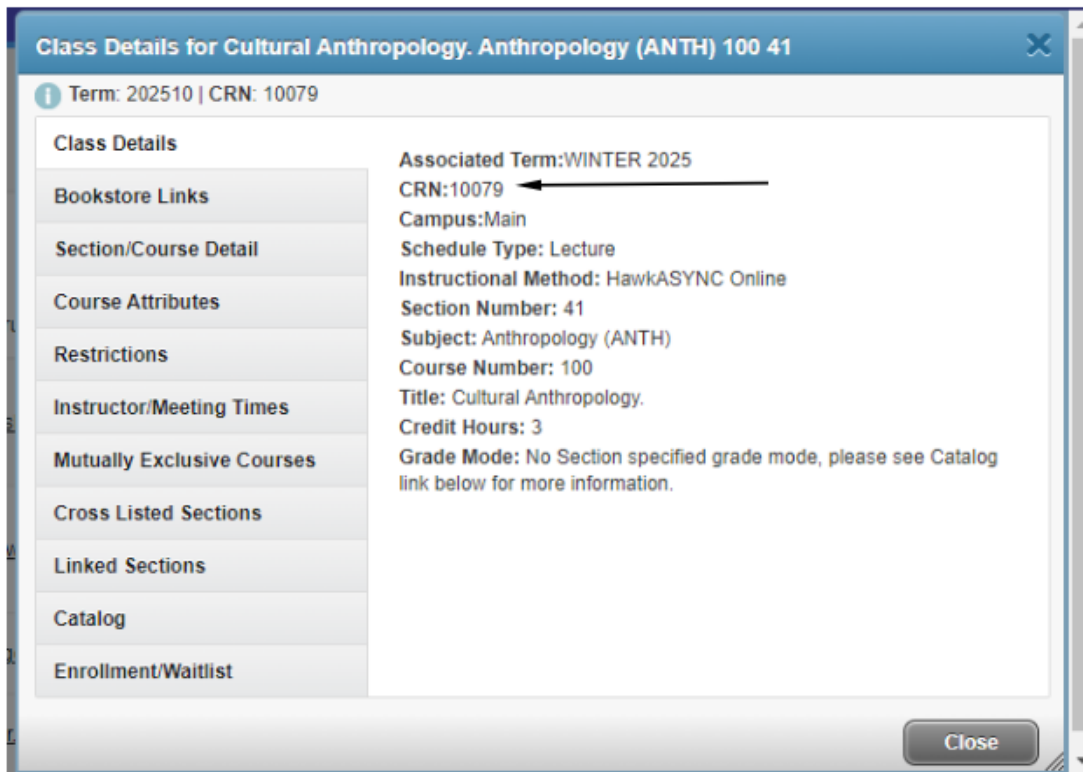 Class Details for Cultural Anthropology. Anthropology (ANTH) 100 41
Term: 202510 | CRN: 10079
Class Details
Bookstore Links
Section/Course Detail
Course Attributes
Restrictions
Instructor/Meeting Times
Mutually Exclusive Courses
Cross Listed Sections
Linked Sections
Catalog
Enrollment/Waitlist
Associated Term:WINTER 2025
CRN:10079
Campus:Main
Schedule Type: Lecture
Instructional Method: HawkASYNC Online
Section Number: 41
Subject: Anthropology (ANTH)
Course Number: 100
Title: Cultural Anthropology.
Credit Hours: 3
Grade Mode: No Section specified grade mode, please see Catalog
link below for more information.
Close